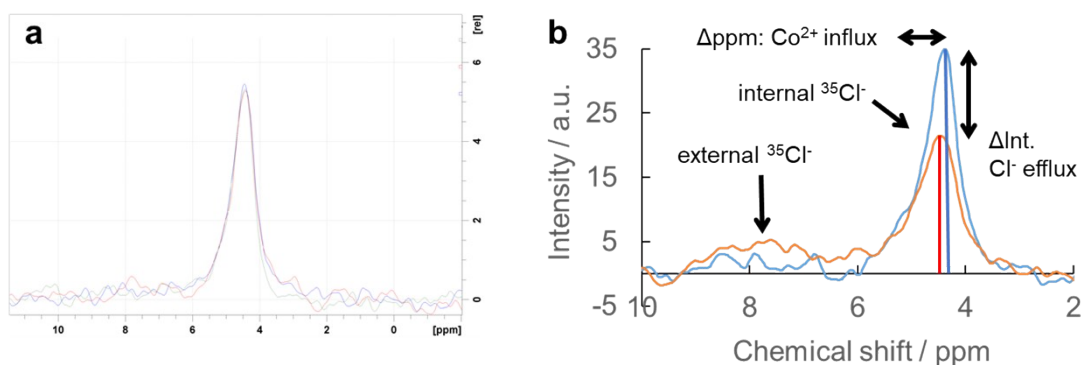 a
[rel]
6
4
2
0
10 8 6 4 2 0 [ppm]
b
Δppm: Co²⁺ influx
internal ³⁵Cl⁻
external ³⁵Cl⁻
ΔInt.
Cl⁻ efflux
Intensity / a.u.
35
25
15
5
-5
10 8 6 4 2
Chemical shift / ppm